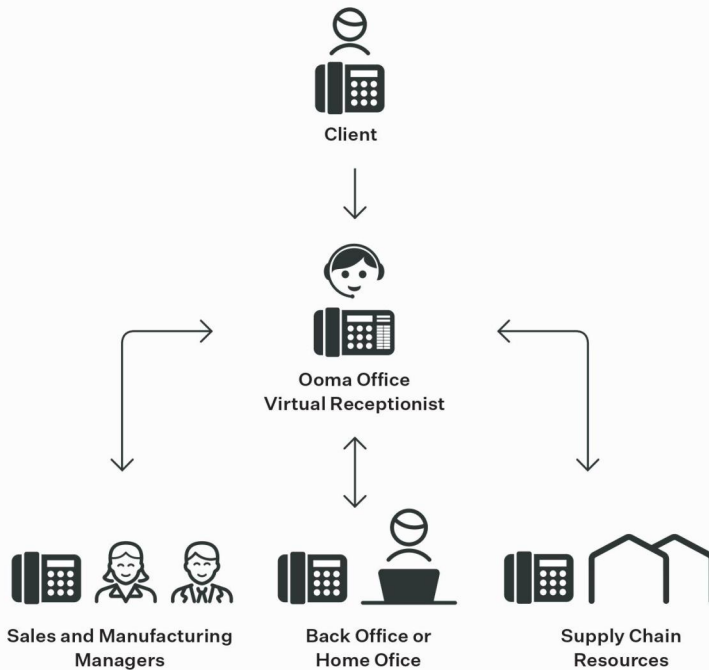 Client
Ooma Office
Virtual Receptionist
Sales and Manufacturing
Managers
Back Office or
Home Ofice
Supply Chain
Resources